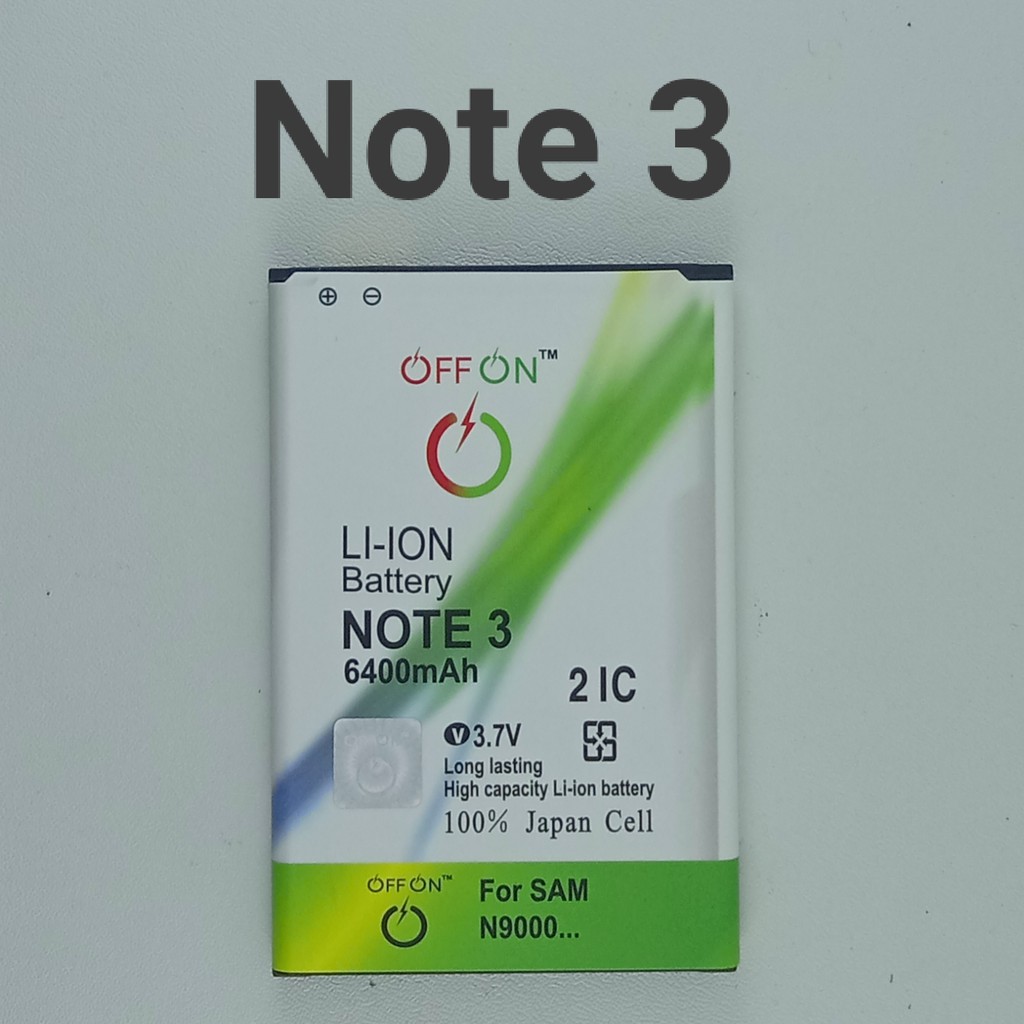 Note 3
⊕ ⊖
OFF ON™
LI-ION
Battery
NOTE 3
6400mAh
2 IC
V 3.7V
Long lasting
High capacity Li-ion battery
100% Japan Cell
OFF ON™
For SAM
N9000...